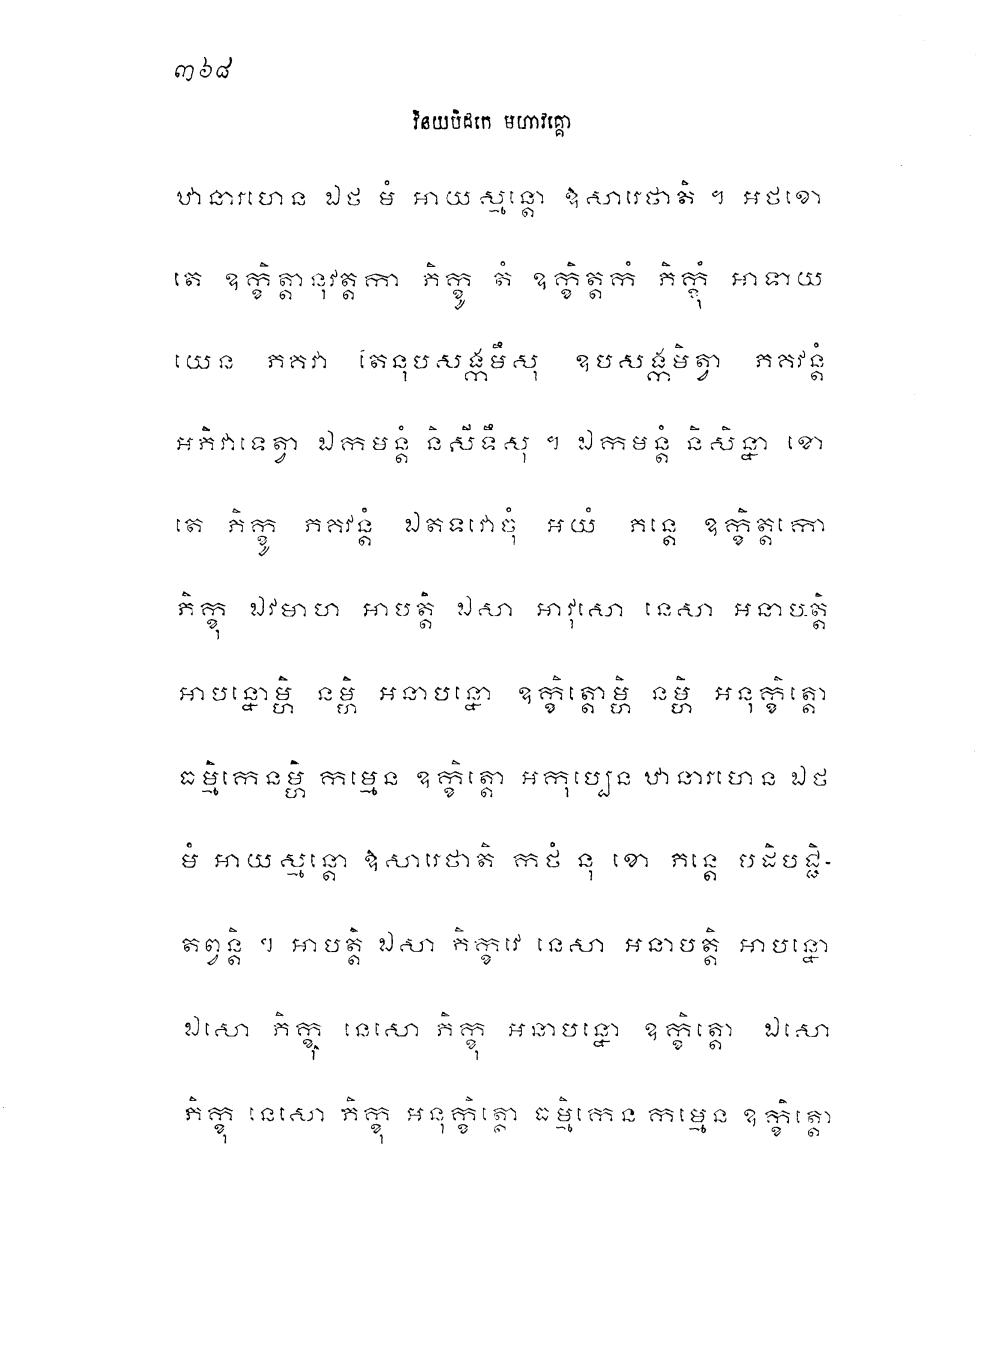 ៣៦៨
វិនយបិដកេ មហាវគ្គោ
ឋានារហេន ឯថ មំ អាយស្មន្តោ ឱសារេថាតិ ។ អថខោ
តេ ឧក្ខិត្តានុវត្តកា ភិក្ខូ តំ ឧក្ខិត្តកំ ភិក្ខុំ អាទាយ
យេន ភគវា តេនុបសង្កមឹសុ ឧបសង្កមិត្វា ភគវន្តំ
អភិវាទេត្វា ឯកមន្តំ និសីទឹសុ ។ ឯកមន្តំ និសិន្នា ខោ
តេ ភិក្ខូ ភគវន្តំ ឯតទវោចុំ អយំ ភន្តេ ឧក្ខិត្តកោ
ភិក្ខុ ឯវមាហ អាបត្តិ ឯសា អាវុសោ នេសា អនាបត្តិ
អាបន្នោម្ហិ នម្ហិ អនាបន្នោ ឧក្ខិត្តោម្ហិ នម្ហិ អនុក្ខិត្តោ
ធម្មិកេនម្ហិ កម្មេន ឧក្ខិត្តោ អកុប្បេន ឋានារហេន ឯថ
មំ អាយស្មន្តោ ឱសារេថាតិ កថំ នុ ខោ ភន្តេ បដិបជ្ជិ-
តព្វន្តិ ។ អាបត្តិ ឯសា ភិក្ខវេ នេសា អនាបត្តិ អាបន្នោ
ឯសោ ភិក្ខុ នេសោ ភិក្ខុ អនាបន្នោ ឧក្ខិត្តោ ឯសោ
ភិក្ខុ នេសោ ភិក្ខុ អនុក្ខិត្តោ ធម្មិកេន កម្មេន ឧក្ខិត្តោ